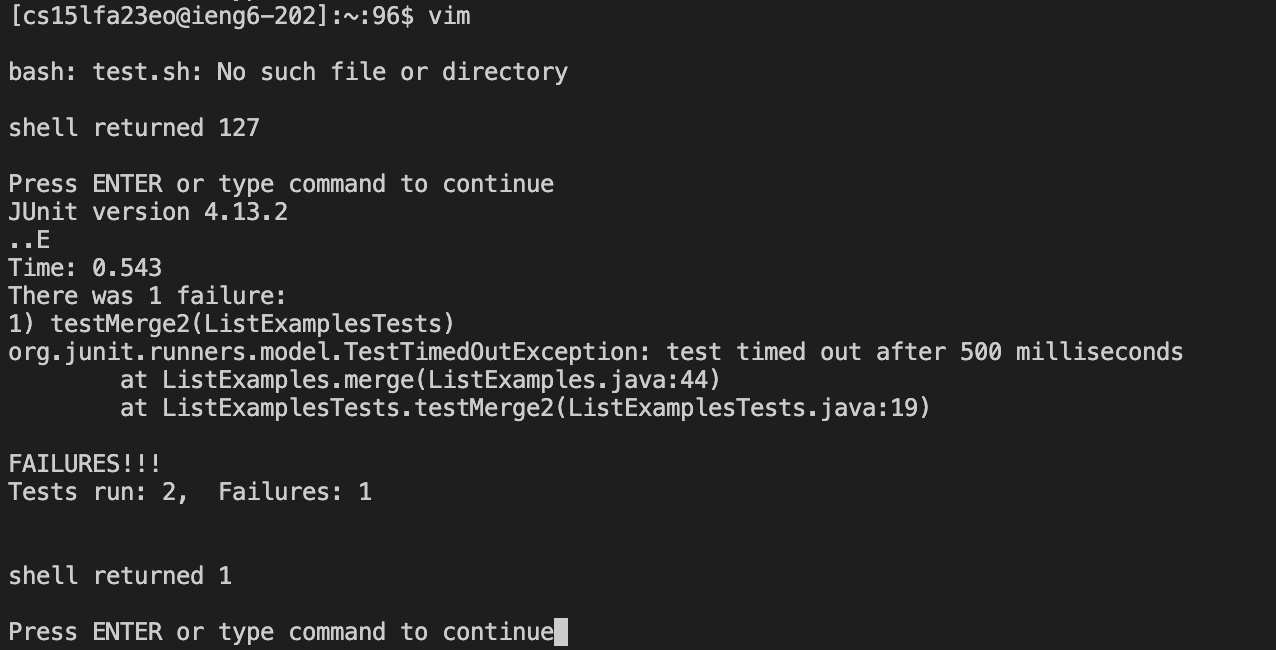 [cs15lfa23eo@ieng6-202]:~:96$ vim
bash: test.sh: No such file or directory
shell returned 127
Press ENTER or type command to continue
JUnit version 4.13.2
..E
Time: 0.543
There was 1 failure:
1) testMerge2(ListExamplesTests)
org.junit.runners.model.TestTimedOutException: test timed out after 500 milliseconds
        at ListExamples.merge(ListExamples.java:44)
        at ListExamplesTests.testMerge2(ListExamplesTests.java:19)
FAILURES!!!
Tests run: 2,  Failures: 1
shell returned 1
Press ENTER or type command to continue